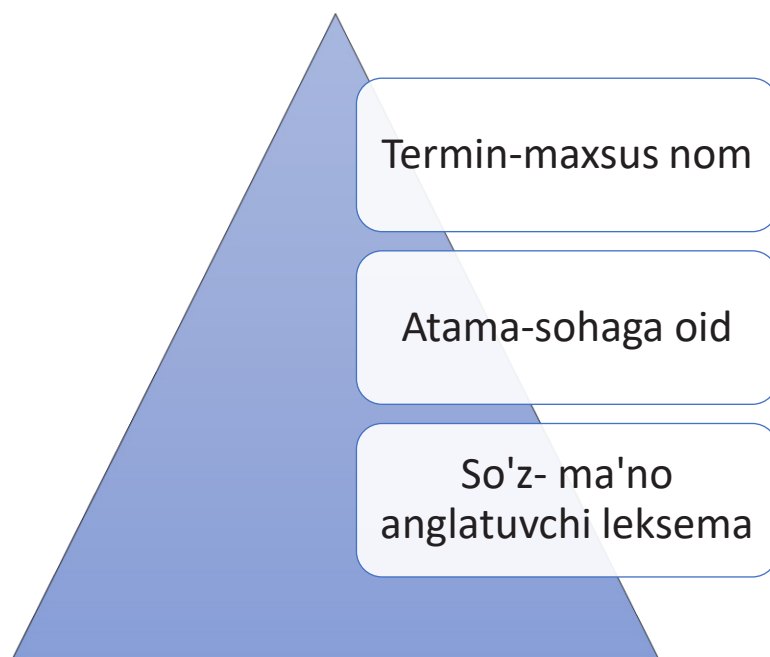 Termin-maxsus nom
Atama-sohaga oid
So'z- ma'no
anglatuvchi leksema